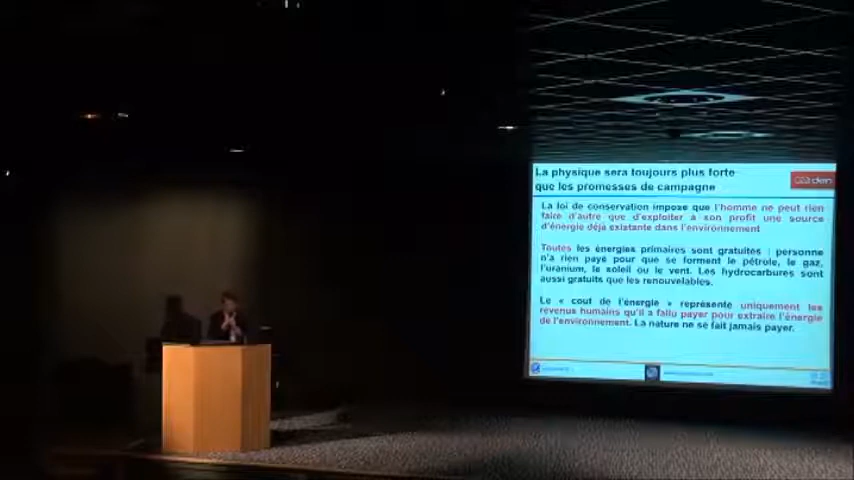 La physique sera toujours plus forte
que les promesses de campagne
La loi de conservation impose que l'homme ne peut rien
faire d'autre que d'exploiter à son profit une source
d'énergie déjà existante dans l'environnement
Toutes les énergies primaires sont gratuites : personne
n'a rien payé pour que se forment le pétrole, le gaz,
l'uranium, le soleil ou le vent. Les hydrocarbures sont
aussi gratuits que les renouvelables.
Le « cout de l'énergie » représente uniquement les
revenus humains qu'il a fallu payer pour extraire l'énergie
de l'environnement. La nature ne se fait jamais payer.